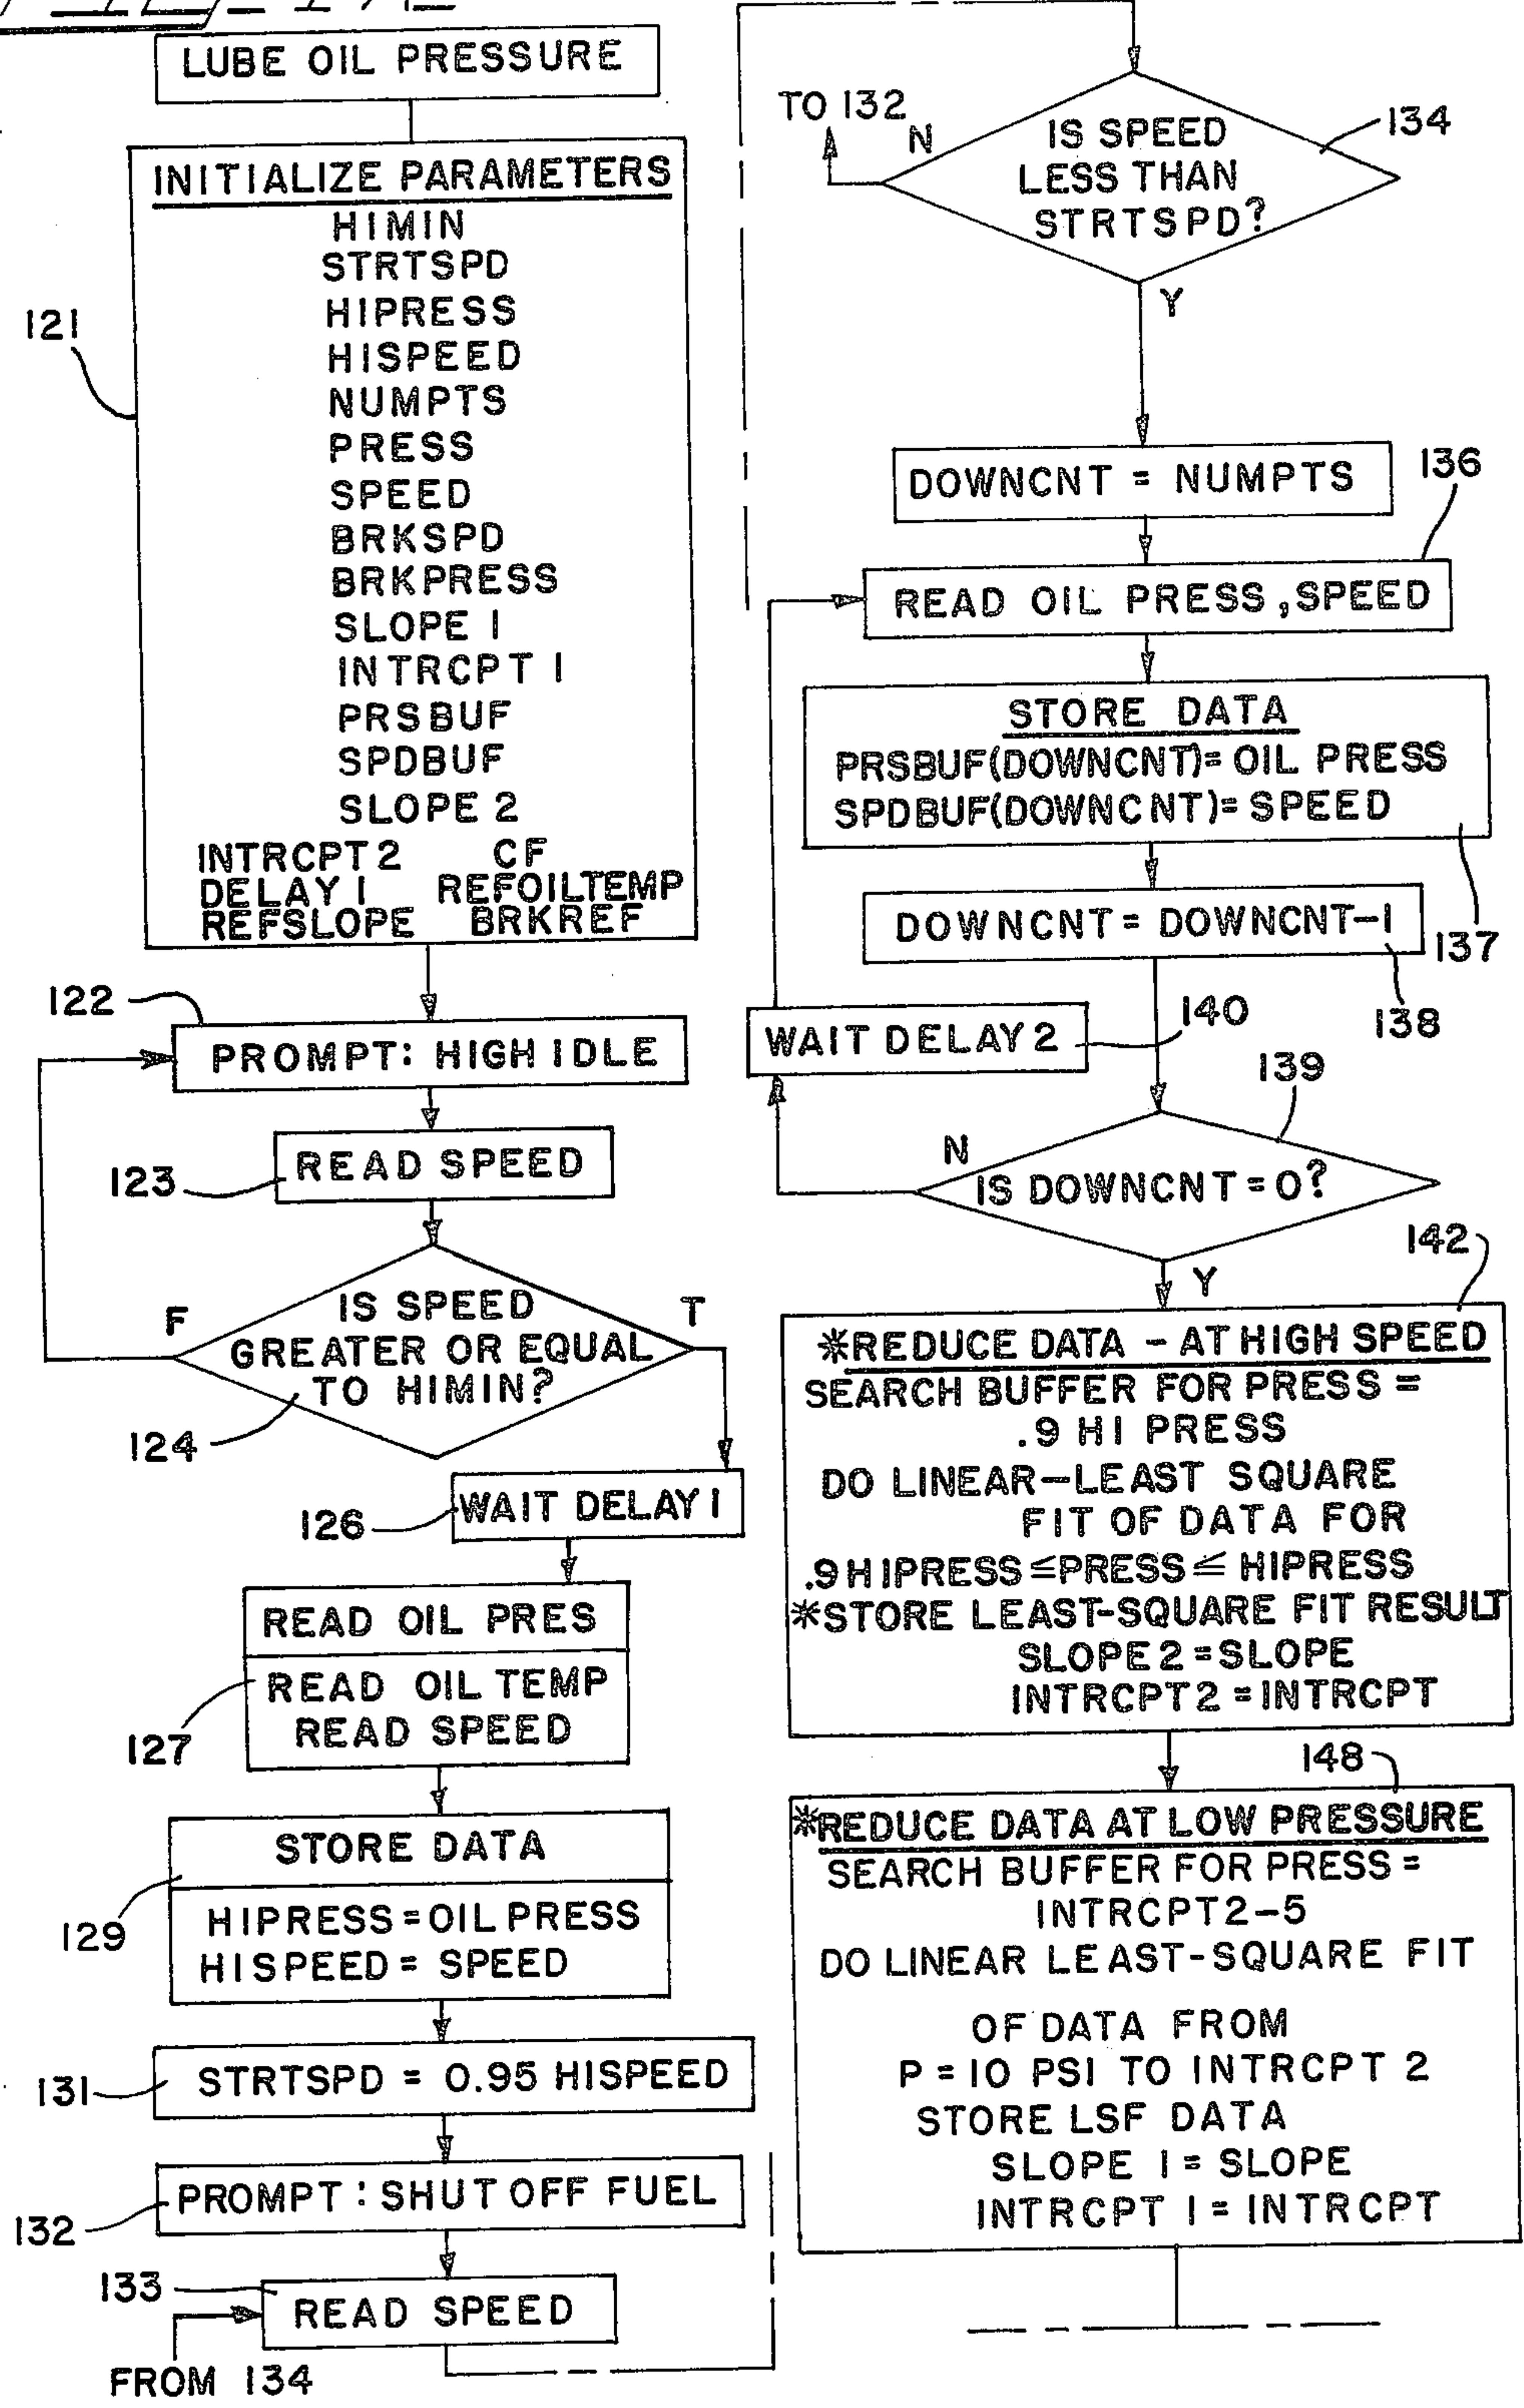 LUBE OIL PRESSURE
INITIALIZE PARAMETERS
HIMIN
STRTSPD
HIPRESS
HISPEED
NUMPTS
PRESS
SPEED
BRKSPD
BRKPRESS
SLOPE 1
INTRCPT 1
PRSBUF
SPDBUF
SLOPE 2
INTRCPT 2 CF
DELAY 1 REFOILTEMP
REFSLOPE BRKREF
121
122
PROMPT: HIGH IDLE
123
READ SPEED
F
T
IS SPEED
GREATER OR EQUAL
TO HIMIN?
124
126
WAIT DELAY 1
READ OIL PRES
READ OIL TEMP
READ SPEED
127
STORE DATA
HIPRESS = OIL PRESS
HISPEED = SPEED
129
131
STRTSPD = 0.95 HISPEED
132
PROMPT : SHUT OFF FUEL
133
READ SPEED
FROM 134
TO 132
N
IS SPEED
LESS THAN
STRTSPD?
134
Y
DOWNCNT = NUMPTS
136
READ OIL PRESS, SPEED
STORE DATA
PRSBUF(DOWNCNT)= OIL PRESS
SPDBUF(DOWNCNT)= SPEED
137
DOWNCNT = DOWNCNT-1
138
WAIT DELAY 2
140
139
N
IS DOWNCNT = 0?
Y
142
*REDUCE DATA - AT HIGH SPEED
SEARCH BUFFER FOR PRESS =
.9 HI PRESS
DO LINEAR-LEAST SQUARE
FIT OF DATA FOR
.9 HIPRESS ≤ PRESS ≤ HIPRESS
*STORE LEAST-SQUARE FIT RESULT
SLOPE 2 = SLOPE
INTRCPT 2 = INTRCPT
148
*REDUCE DATA AT LOW PRESSURE
SEARCH BUFFER FOR PRESS =
INTRCPT 2-5
DO LINEAR LEAST-SQUARE FIT
OF DATA FROM
P = 10 PSI TO INTRCPT 2
STORE LSF DATA
SLOPE 1 = SLOPE
INTRCPT 1 = INTRCPT